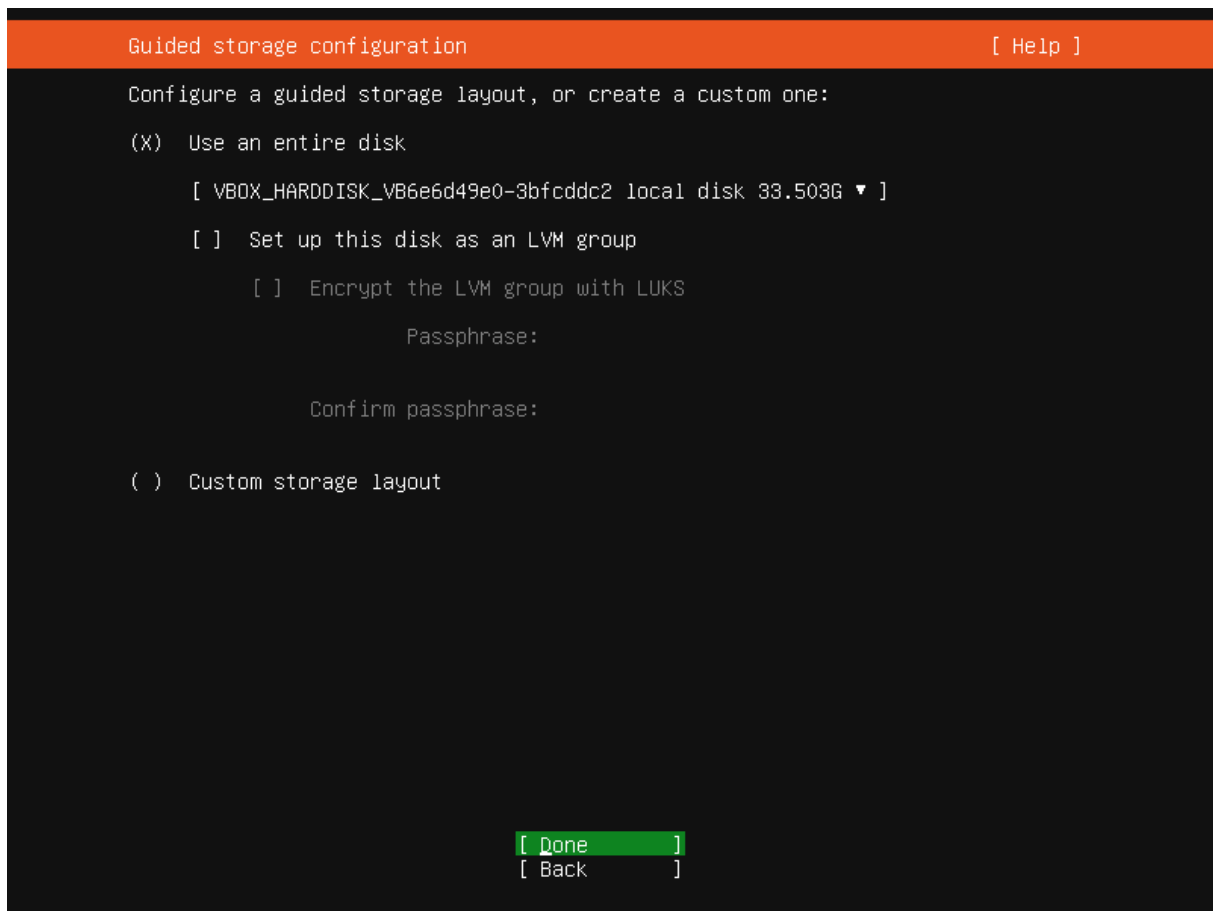 Guided storage configuration [ Help ]
Configure a guided storage layout, or create a custom one:
(X) Use an entire disk
[ VBOX_HARDDISK_VB6e6d49e0-3bfcddc2 local disk 33.503G ▾ ]
[ ] Set up this disk as an LVM group
[ ] Encrypt the LVM group with LUKS
Passphrase:
Confirm passphrase:
( ) Custom storage layout
[ Done ]
[ Back ]